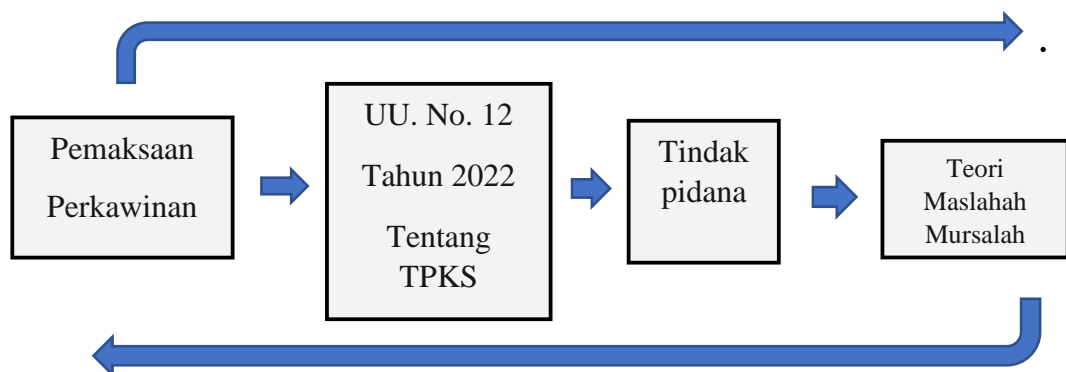 .
Pemaksaan
Perkawinan
UU. No. 12
Tahun 2022
Tentang
TPKS
Tindak
pidana
Teori
Maslahah
Mursalah